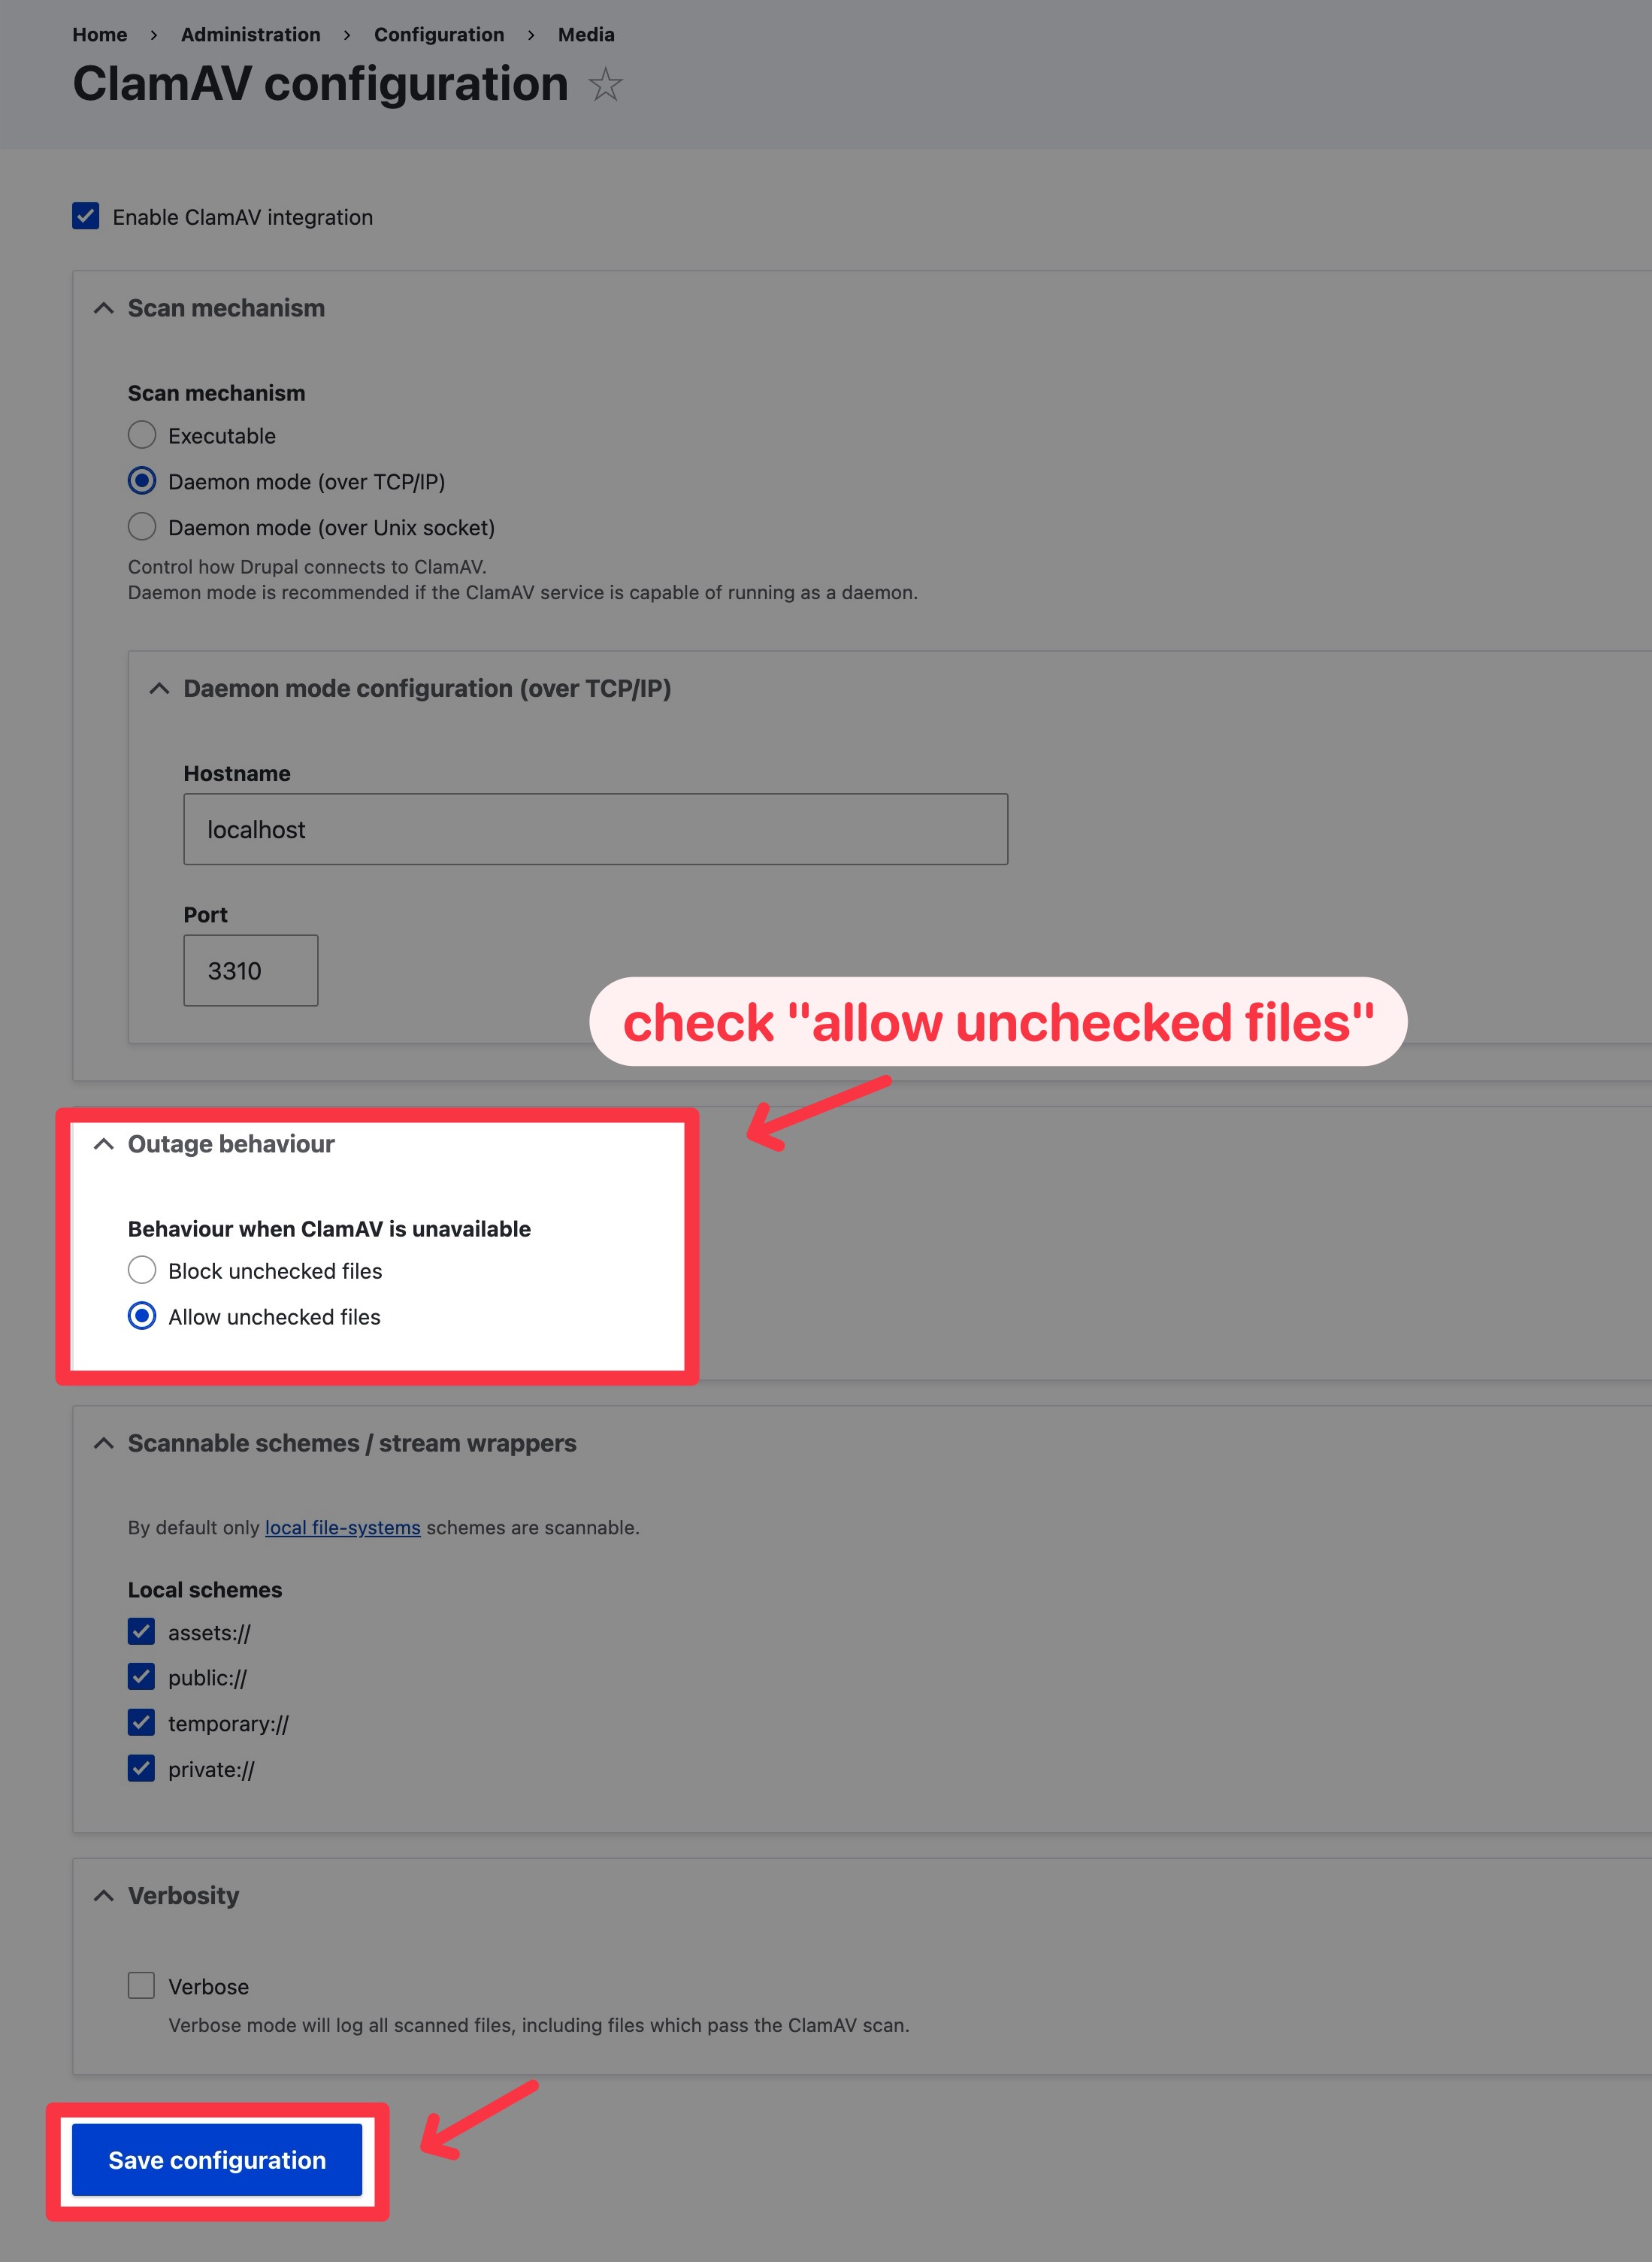 Home > Administration > Configuration > Media
ClamAV configuration
Enable ClamAV integration
Scan mechanism
Scan mechanism
Executable
Daemon mode (over TCP/IP)
Daemon mode (over Unix socket)
Control how Drupal connects to ClamAV.
Daemon mode is recommended if the ClamAV service is capable of running as a daemon.
Daemon mode configuration (over TCP/IP)
Hostname
localhost
Port
3310
check "allow unchecked files"
Outage behaviour
Behaviour when ClamAV is unavailable
Block unchecked files
Allow unchecked files
Scannable schemes / stream wrappers
By default only local file-systems schemes are scannable.
Local schemes
assets://
public://
temporary://
private://
Verbosity
Verbose
Verbose mode will log all scanned files, including files which pass the ClamAV scan.
Save configuration